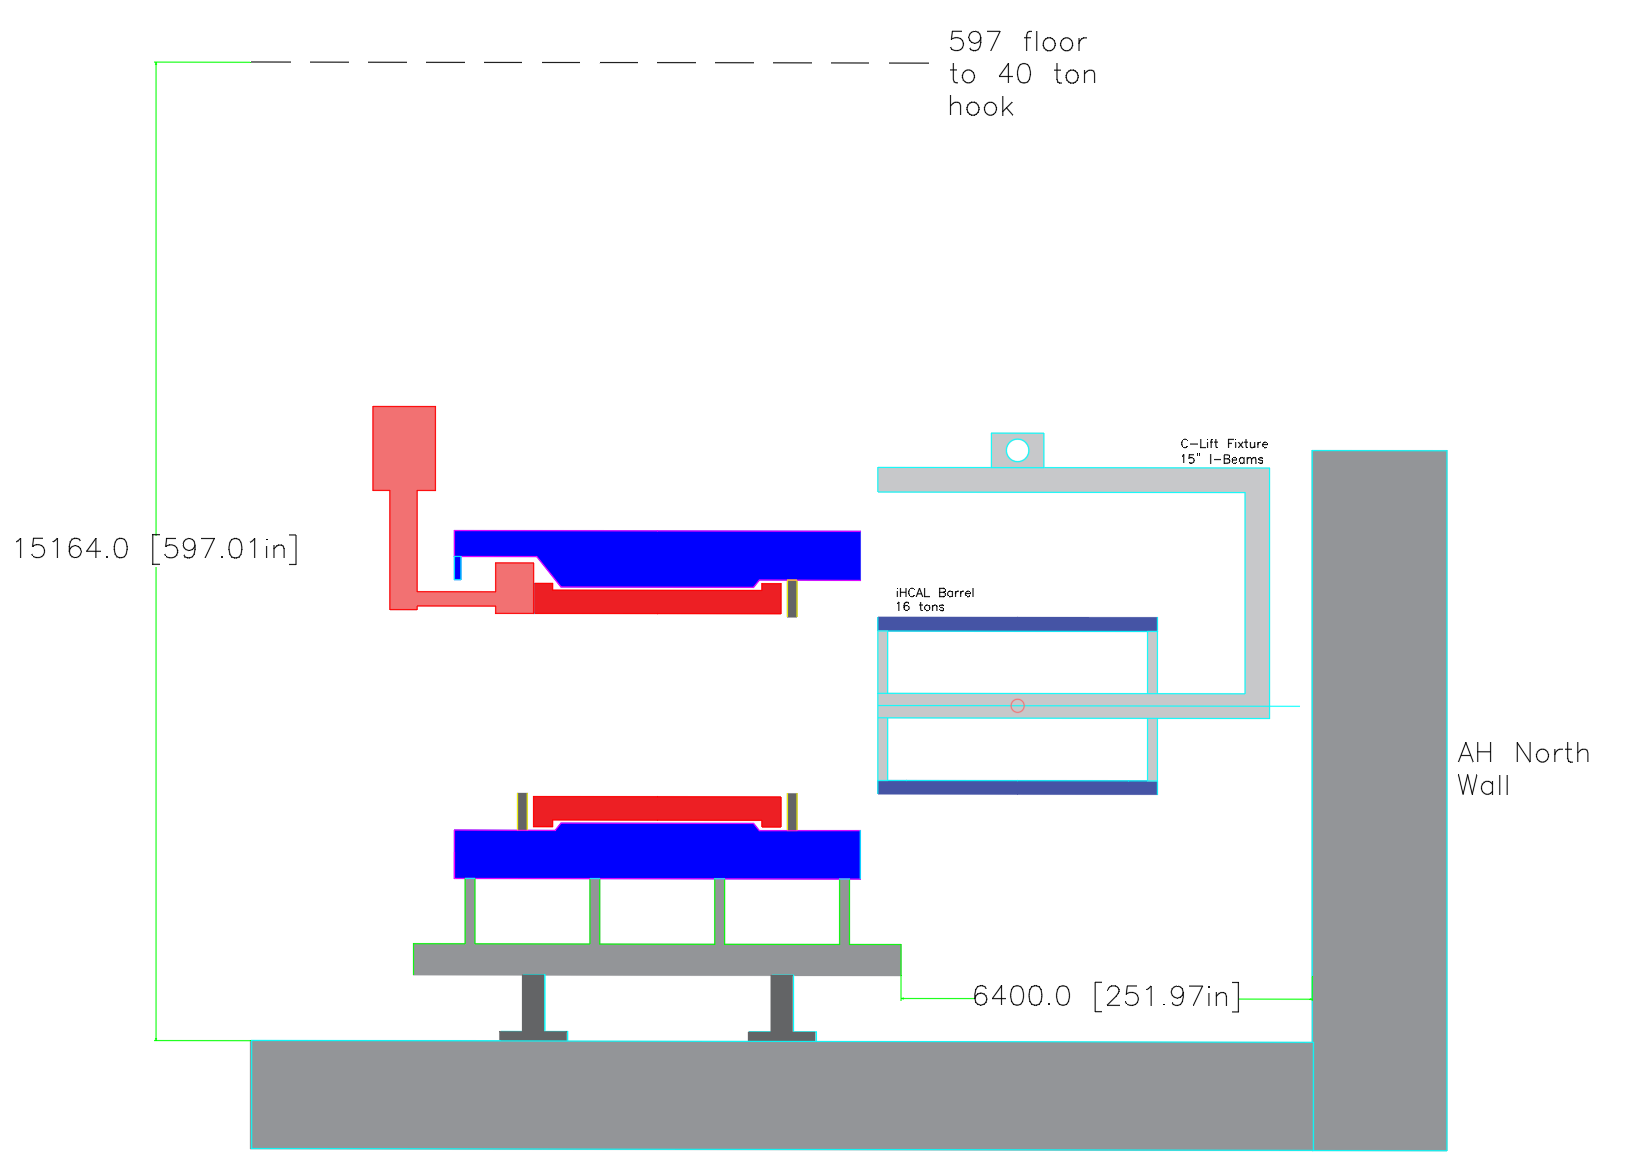 597 floor
to 40 ton
hook
C-Lift Fixture
15" I-Beams
15164.0 [597.01in]
iHCAL Barrel
16 tons
AH North
Wall
6400.0 [251.97in]